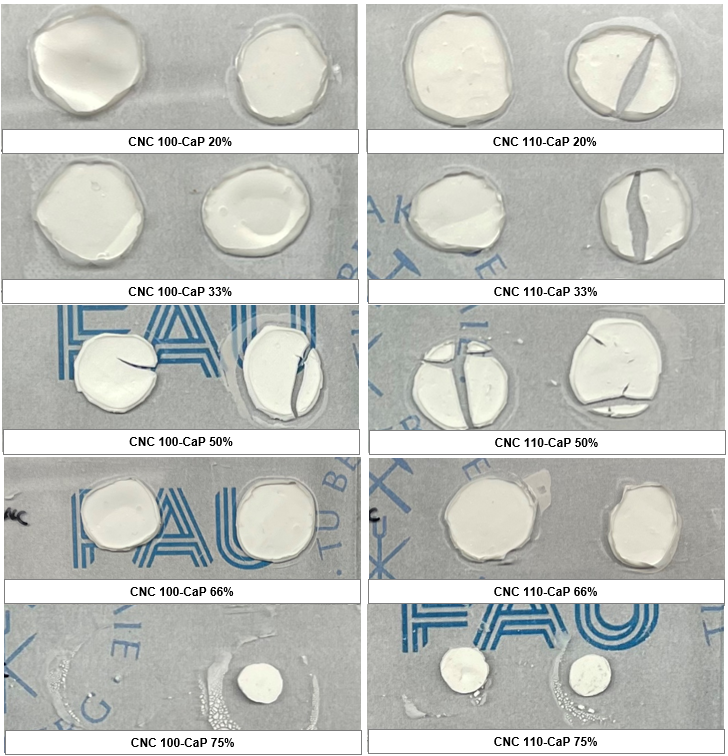 CNC 100-CaP 20%
CNC 110-CaP 20%
CNC 100-CaP 33%
CNC 110-CaP 33%
FAU
CNC 100-CaP 50%
CNC 110-CaP 50%
FAU
TU BE
CNC 100-CaP 66%
CNC 110-CaP 66%
FAU
CNC 100-CaP 75%
CNC 110-CaP 75%